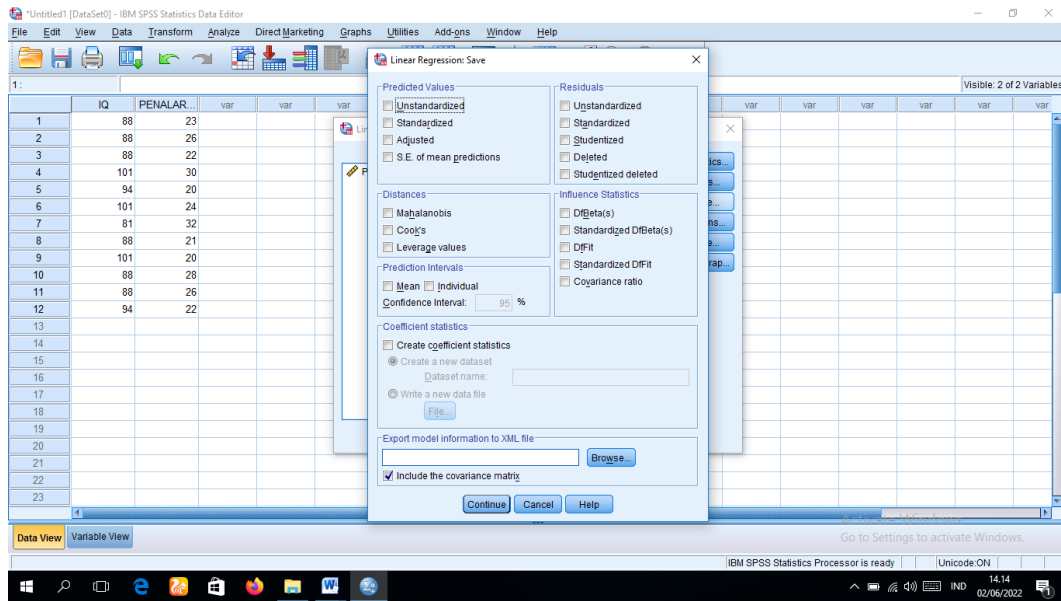 *Untitled1 [DataSet0] - IBM SPSS Statistics Data Editor
File Edit View Data Transform Analyze Direct Marketing Graphs Utilities Add-ons Window Help
1 :
Visible: 2 of 2 Variables
IQ PENALAR... var var var var var var var var var
1 88 23
2 88 26
3 88 22
4 101 30
5 94 20
6 101 24
7 81 32
8 88 21
9 101 20
10 88 28
11 88 26
12 94 22
13
14
15
16
17
18
19
20
21
22
23
Linear Regression: Save
Predicted Values
Unstandardized
Standardized
Adjusted
S.E. of mean predictions
Residuals
Unstandardized
Standardized
Studentized
Deleted
Studentized deleted
Distances
Mahalanobis
Cook's
Leverage values
Influence Statistics
DfBeta(s)
Standardized DfBeta(s)
DfFit
Standardized DfFit
Covariance ratio
Prediction Intervals
Mean Individual
Confidence Interval: 95 %
Coefficient statistics
Create coefficient statistics
Create a new dataset
Dataset name:
Write a new data file
File...
Export model information to XML file
Browse...
Include the covariance matrix
Continue Cancel Help
Data View Variable View
Activate Windows
Go to Settings to activate Windows.
IBM SPSS Statistics Processor is ready Unicode:ON
IND 14.14
02/06/2022